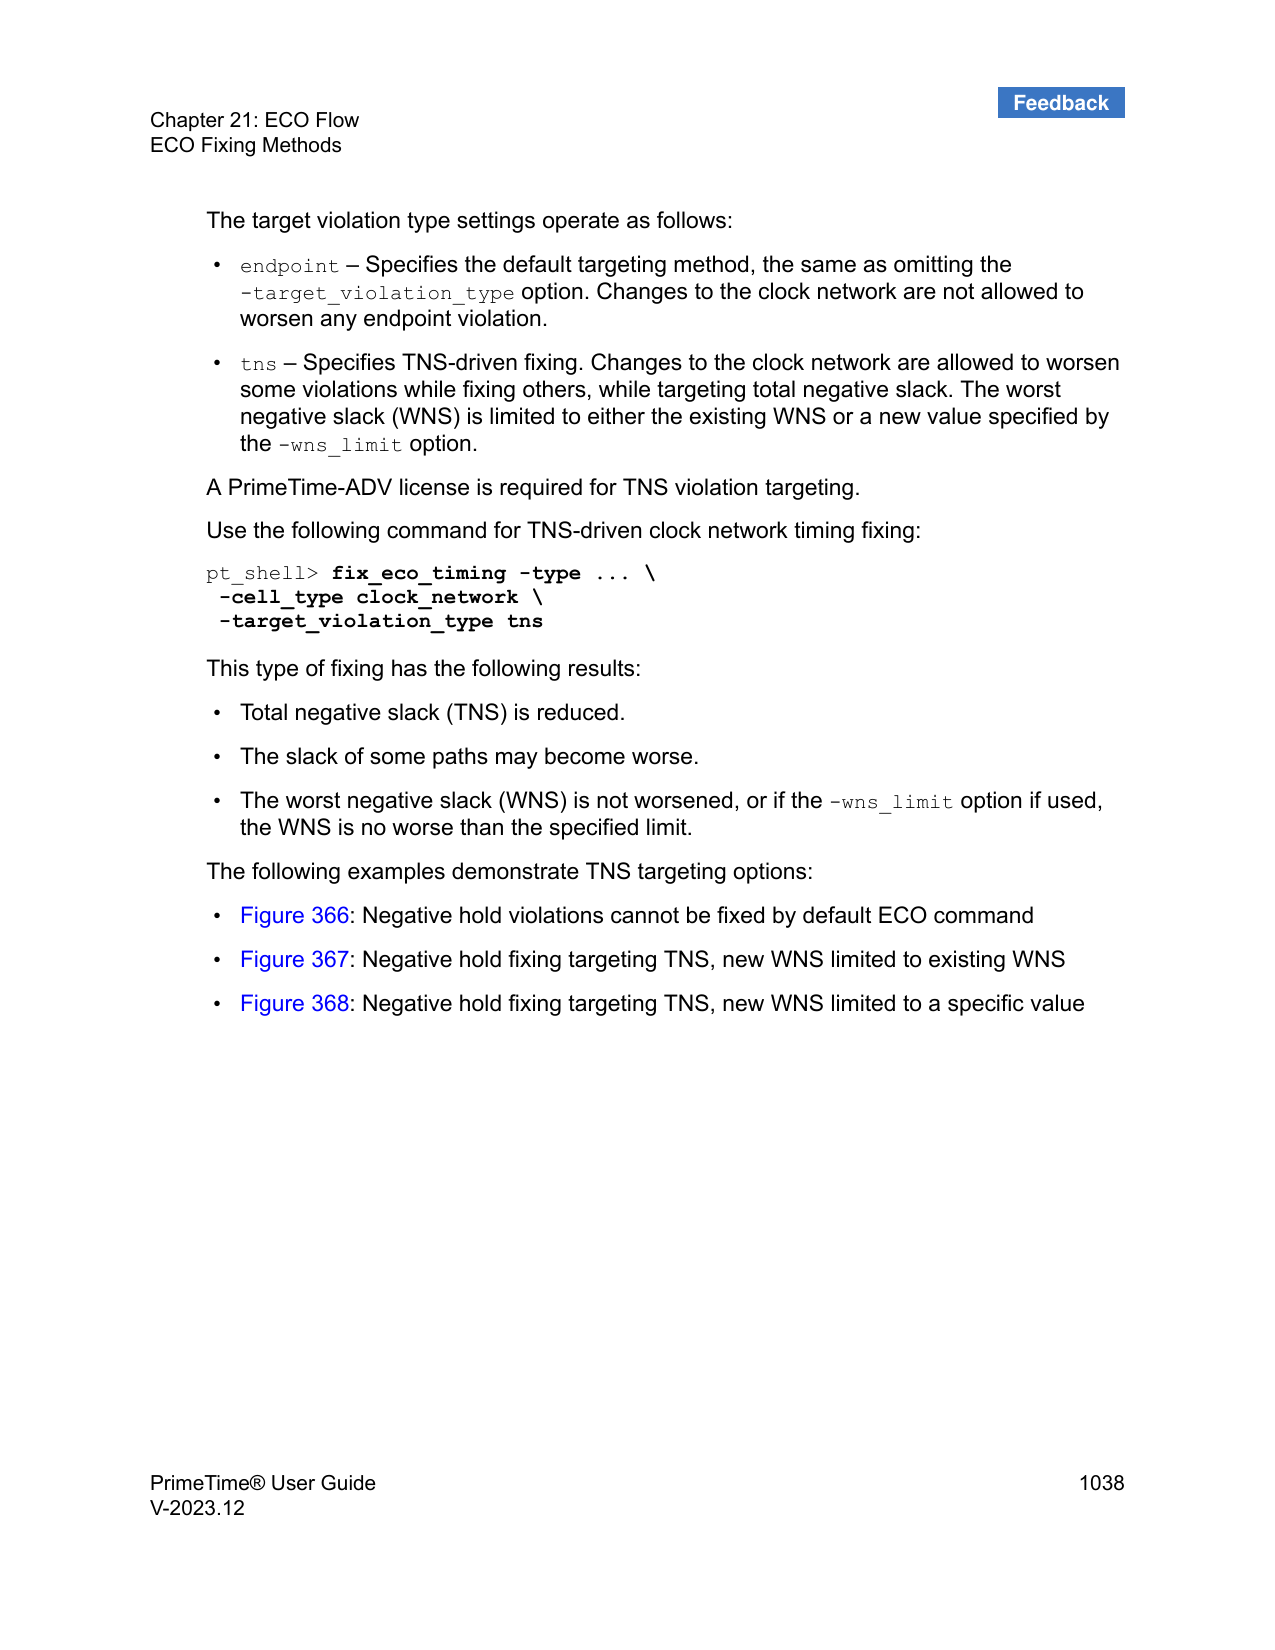 Feedback
Chapter 21: ECO Flow
ECO Fixing Methods
The target violation type settings operate as follows:
• endpoint – Specifies the default targeting method, the same as omitting the
-target_violation_type option. Changes to the clock network are not allowed to
worsen any endpoint violation.
• tns – Specifies TNS-driven fixing. Changes to the clock network are allowed to worsen
some violations while fixing others, while targeting total negative slack. The worst
negative slack (WNS) is limited to either the existing WNS or a new value specified by
the -wns_limit option.
A PrimeTime-ADV license is required for TNS violation targeting.
Use the following command for TNS-driven clock network timing fixing:
pt_shell> fix_eco_timing -type ... \
-cell_type clock_network \
-target_violation_type tns
This type of fixing has the following results:
• Total negative slack (TNS) is reduced.
• The slack of some paths may become worse.
• The worst negative slack (WNS) is not worsened, or if the -wns_limit option if used,
the WNS is no worse than the specified limit.
The following examples demonstrate TNS targeting options:
• Figure 366: Negative hold violations cannot be fixed by default ECO command
• Figure 367: Negative hold fixing targeting TNS, new WNS limited to existing WNS
• Figure 368: Negative hold fixing targeting TNS, new WNS limited to a specific value
PrimeTime® User Guide 1038
V-2023.12